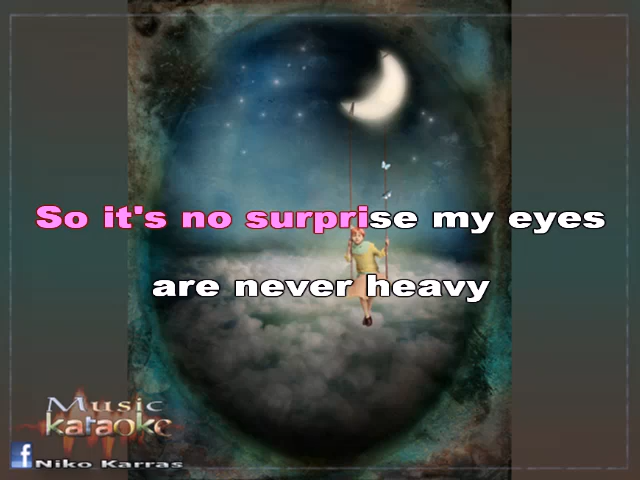 So it's no surprise my eyes
are never heavy
Music
karaoke
f Niko Karras